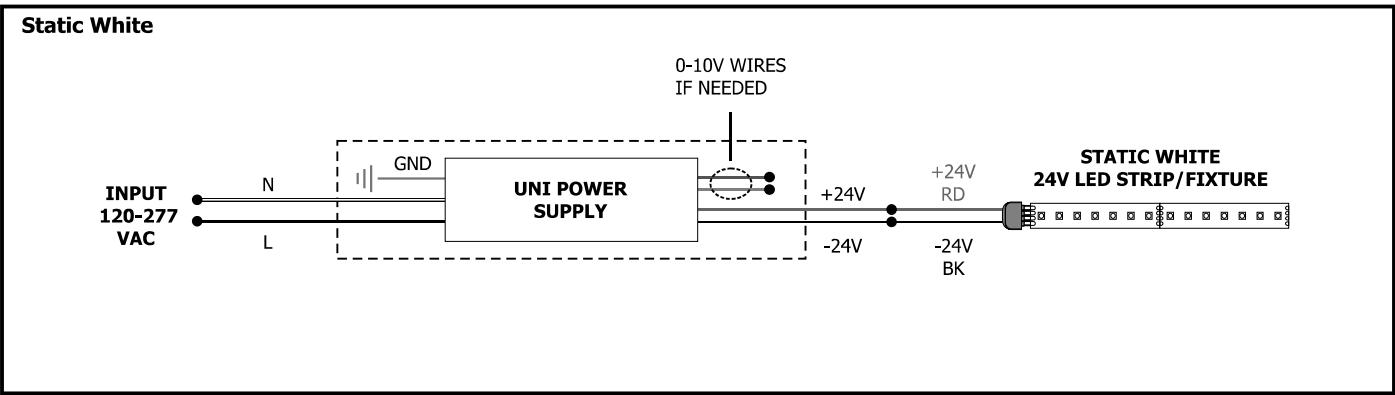 Static White
0-10V WIRES
IF NEEDED
GND
N
INPUT
120-277
VAC
L
UNI POWER
SUPPLY
+24V
-24V
+24V
RD
-24V
BK
STATIC WHITE
24V LED STRIP/FIXTURE